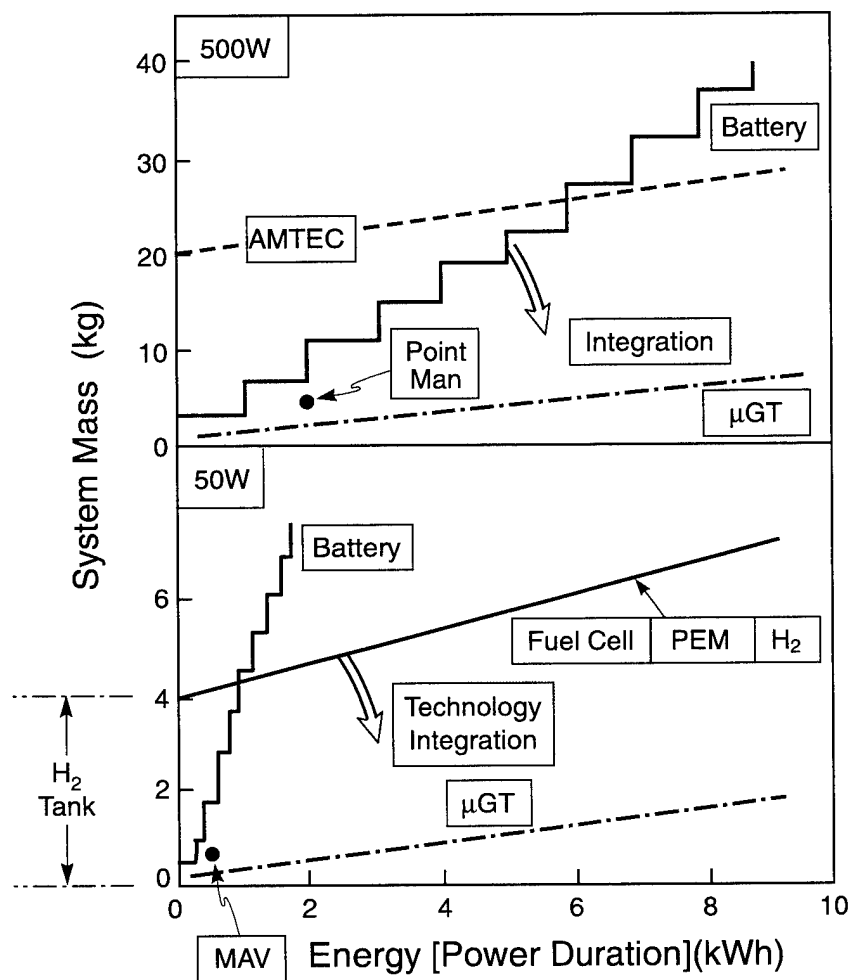 500W
40
30
20
10
0
Battery
AMTEC
Point
Man
Integration
μGT
System Mass (kg)
50W
6
4
2
0
Battery
Fuel Cell PEM H₂
Technology
Integration
μGT
H₂
Tank
0 2 4 6 8 10
MAV
Energy [Power Duration](kWh)